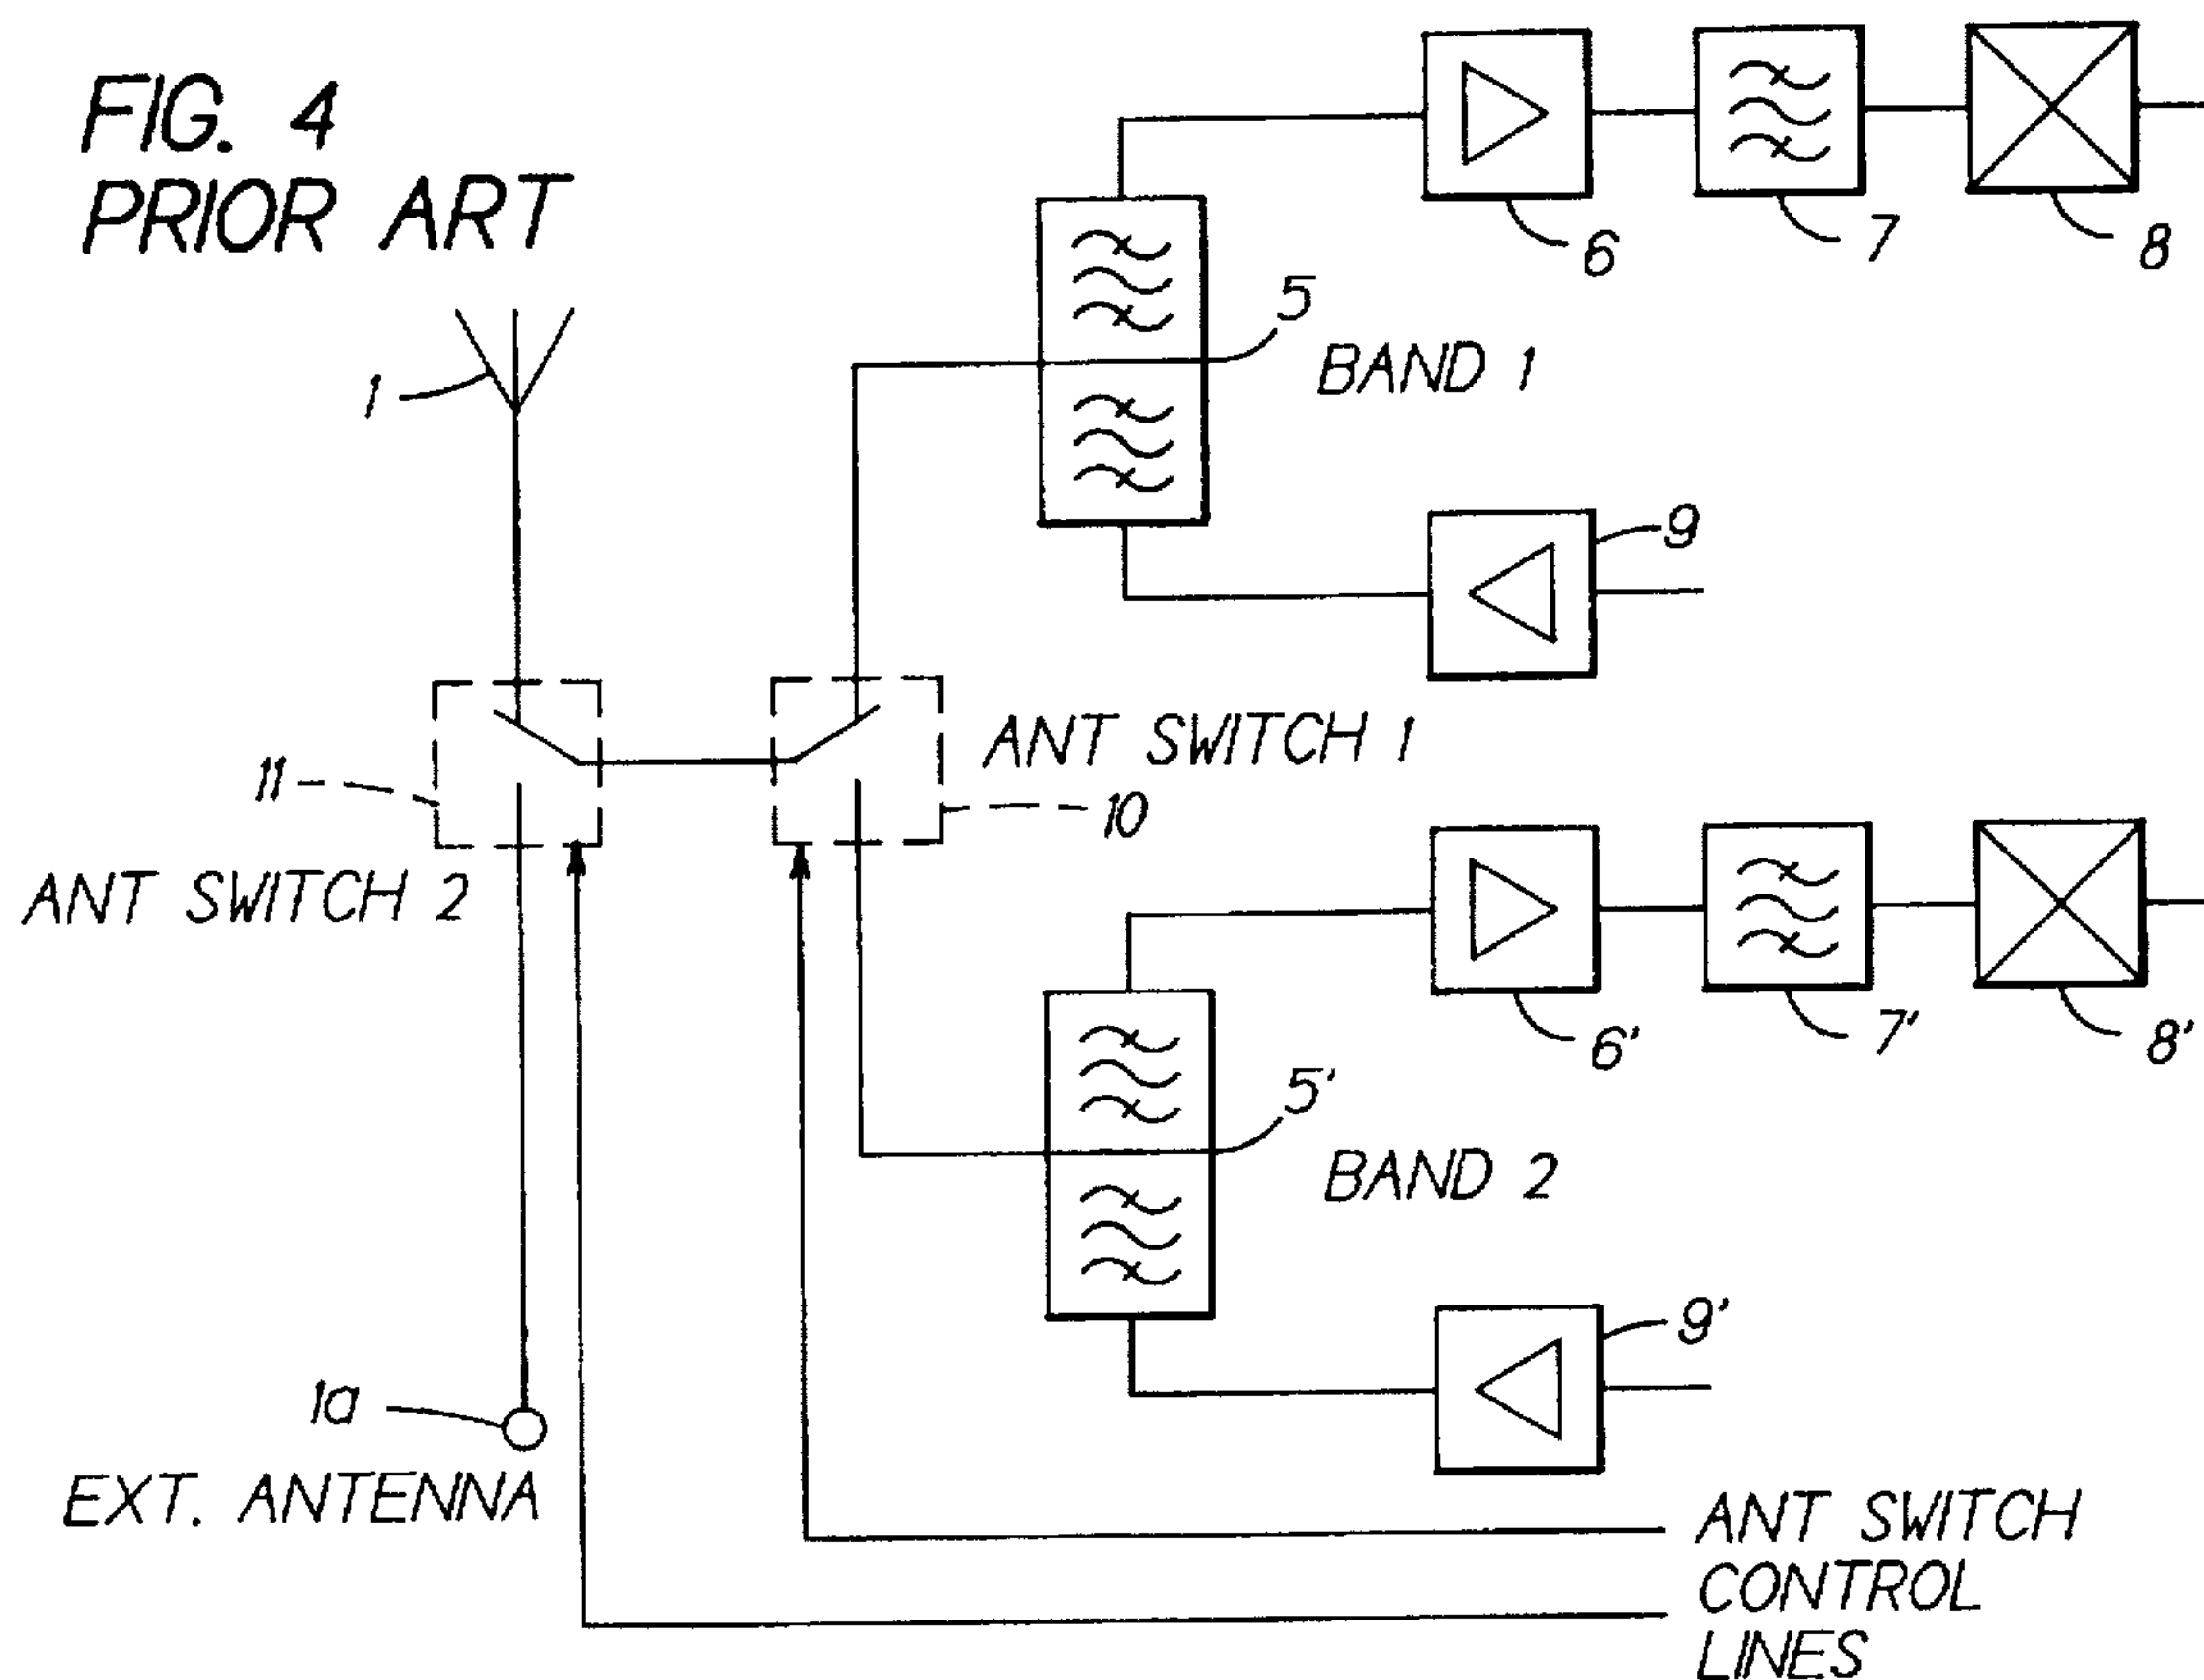 FIG. 4
PRIOR ART
6
7
8
5
BAND 1
1
9
ANT SWITCH 1
11
10
ANT SWITCH 2
6'
7'
8'
5'
BAND 2
9'
1a
EXT. ANTENNA
ANT SWITCH
CONTROL
LINES